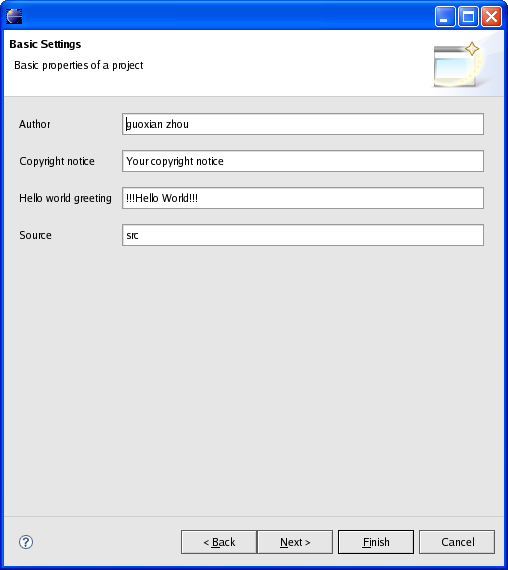 Basic Settings
Basic properties of a project
Author guoxian zhou
Copyright notice Your copyright notice
Hello world greeting !!!Hello World!!!
Source src
? < Back Next > Finish Cancel